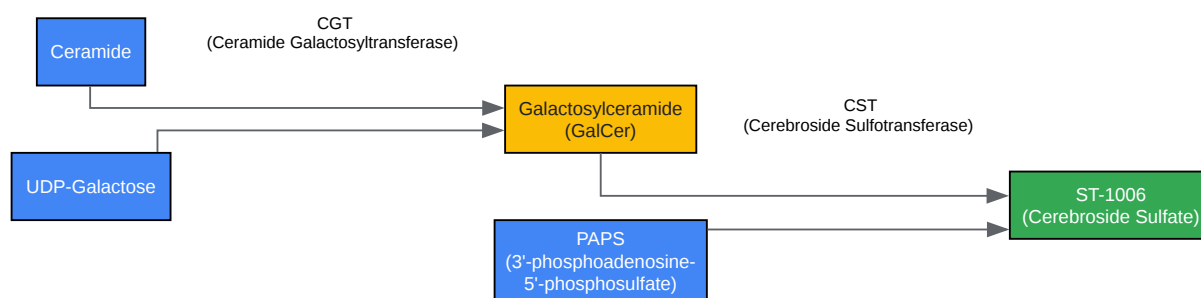 Ceramide
CGT
(Ceramide Galactosyltransferase)
Galactosylceramide
(GalCer)
CST
(Cerebroside Sulfotransferase)
UDP-Galactose
ST-1006
(Cerebroside Sulfate)
PAPS
(3'-phosphoadenosine-
5'-phosphosulfate)